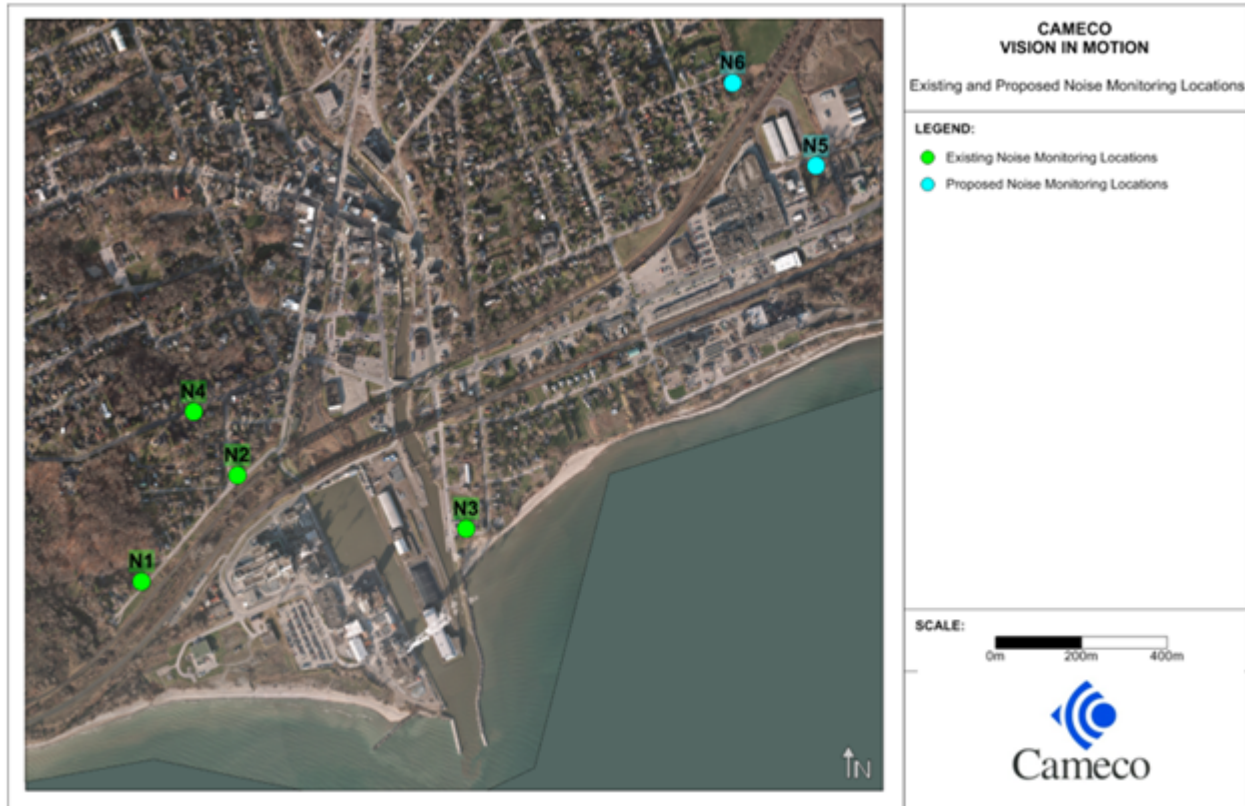 CAMECO
VISION IN MOTION
Existing and Proposed Noise Monitoring Locations
LEGEND:
Existing Noise Monitoring Locations
Proposed Noise Monitoring Locations
N6
N5
N4
N2
N3
N1
N
SCALE:
0m 200m 400m
Cameco